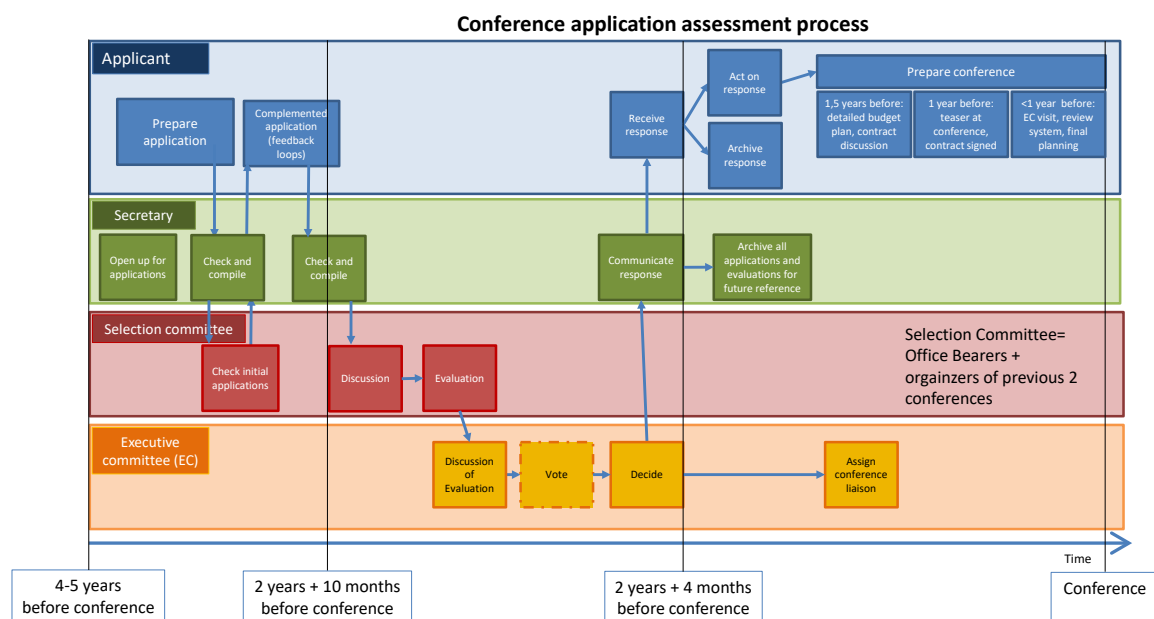 Conference application assessment process
Applicant
Prepare
application
Complemented
application
(feedback
loops)
Receive
response
Act on
response
Archive
response
Prepare conference
1,5 years before:
detailed budget
plan, contract
discussion
1 year before:
teaser at
conference,
contract signed
<1 year before:
EC visit, review
system, final
planning
Secretary
Open up for
applications
Check and
compile
Check and
compile
Communicate
response
Archive all
applications and
evaluations for
future reference
Selection committee
Check initial
applications
Discussion
Evaluation
Selection Committee=
Office Bearers +
orgainzers of previous 2
conferences
Executive
committee (EC)
Discussion
of
Evaluation
Vote
Decide
Assign
conference
liaison
Time
4-5 years
before conference
2 years + 10 months
before conference
2 years + 4 months
before conference
Conference